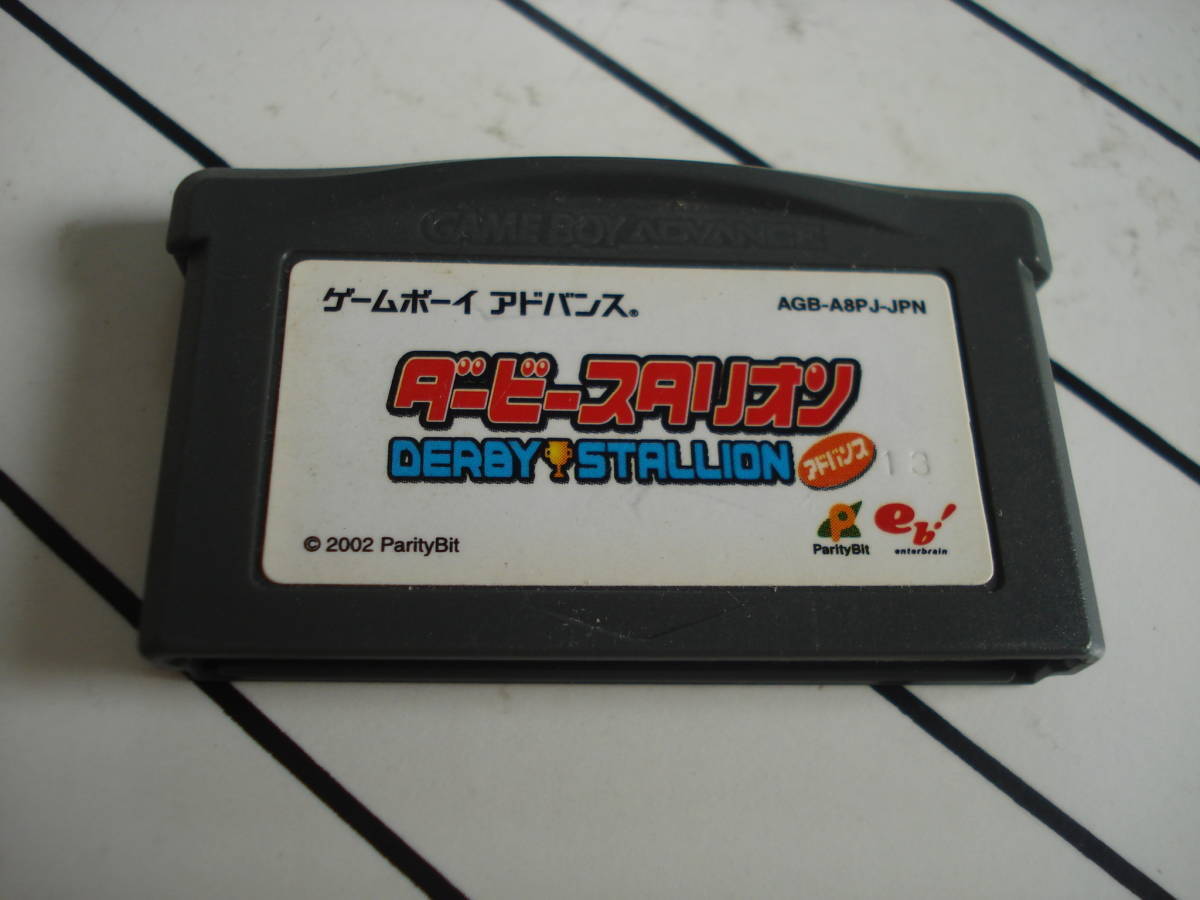 GAME BOY ADVANCE
ゲームボーイ アドバンス®
AGB-A8PJ-JPN
ダービースタリオン
DERBY STALLION
アドバンス
13
© 2002 ParityBit
P
ParityBit
eb!
enterbrain